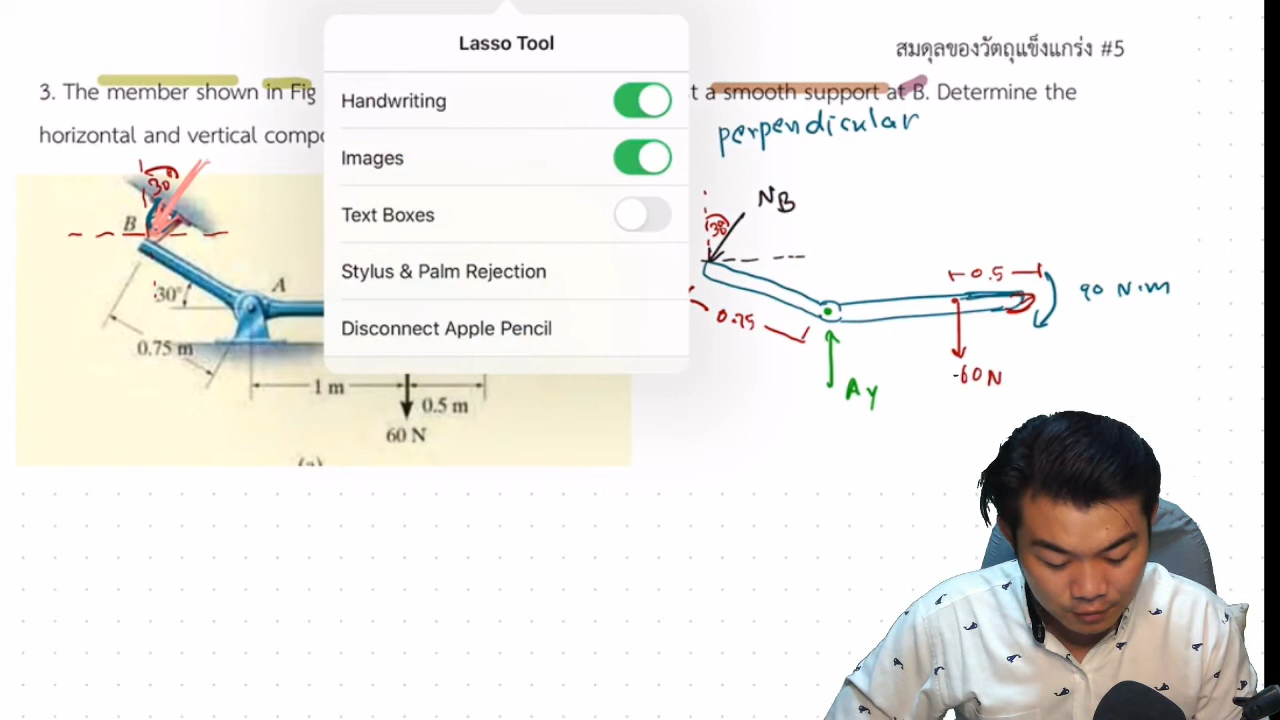 Lasso Tool
สมดุลของวัตถุแข็งแกร่ง #5
3. The member shown in Fig
t a smooth support at B. Determine the
horizontal and vertical comp
perpendicular
Handwriting
Images
Text Boxes
Stylus & Palm Rejection
Disconnect Apple Pencil
30
B
30°
A
0.75 m
1 m
0.5 m
60 N
(a)
NB
30
0.75
0.5
90 N.m
-60 N
Ay